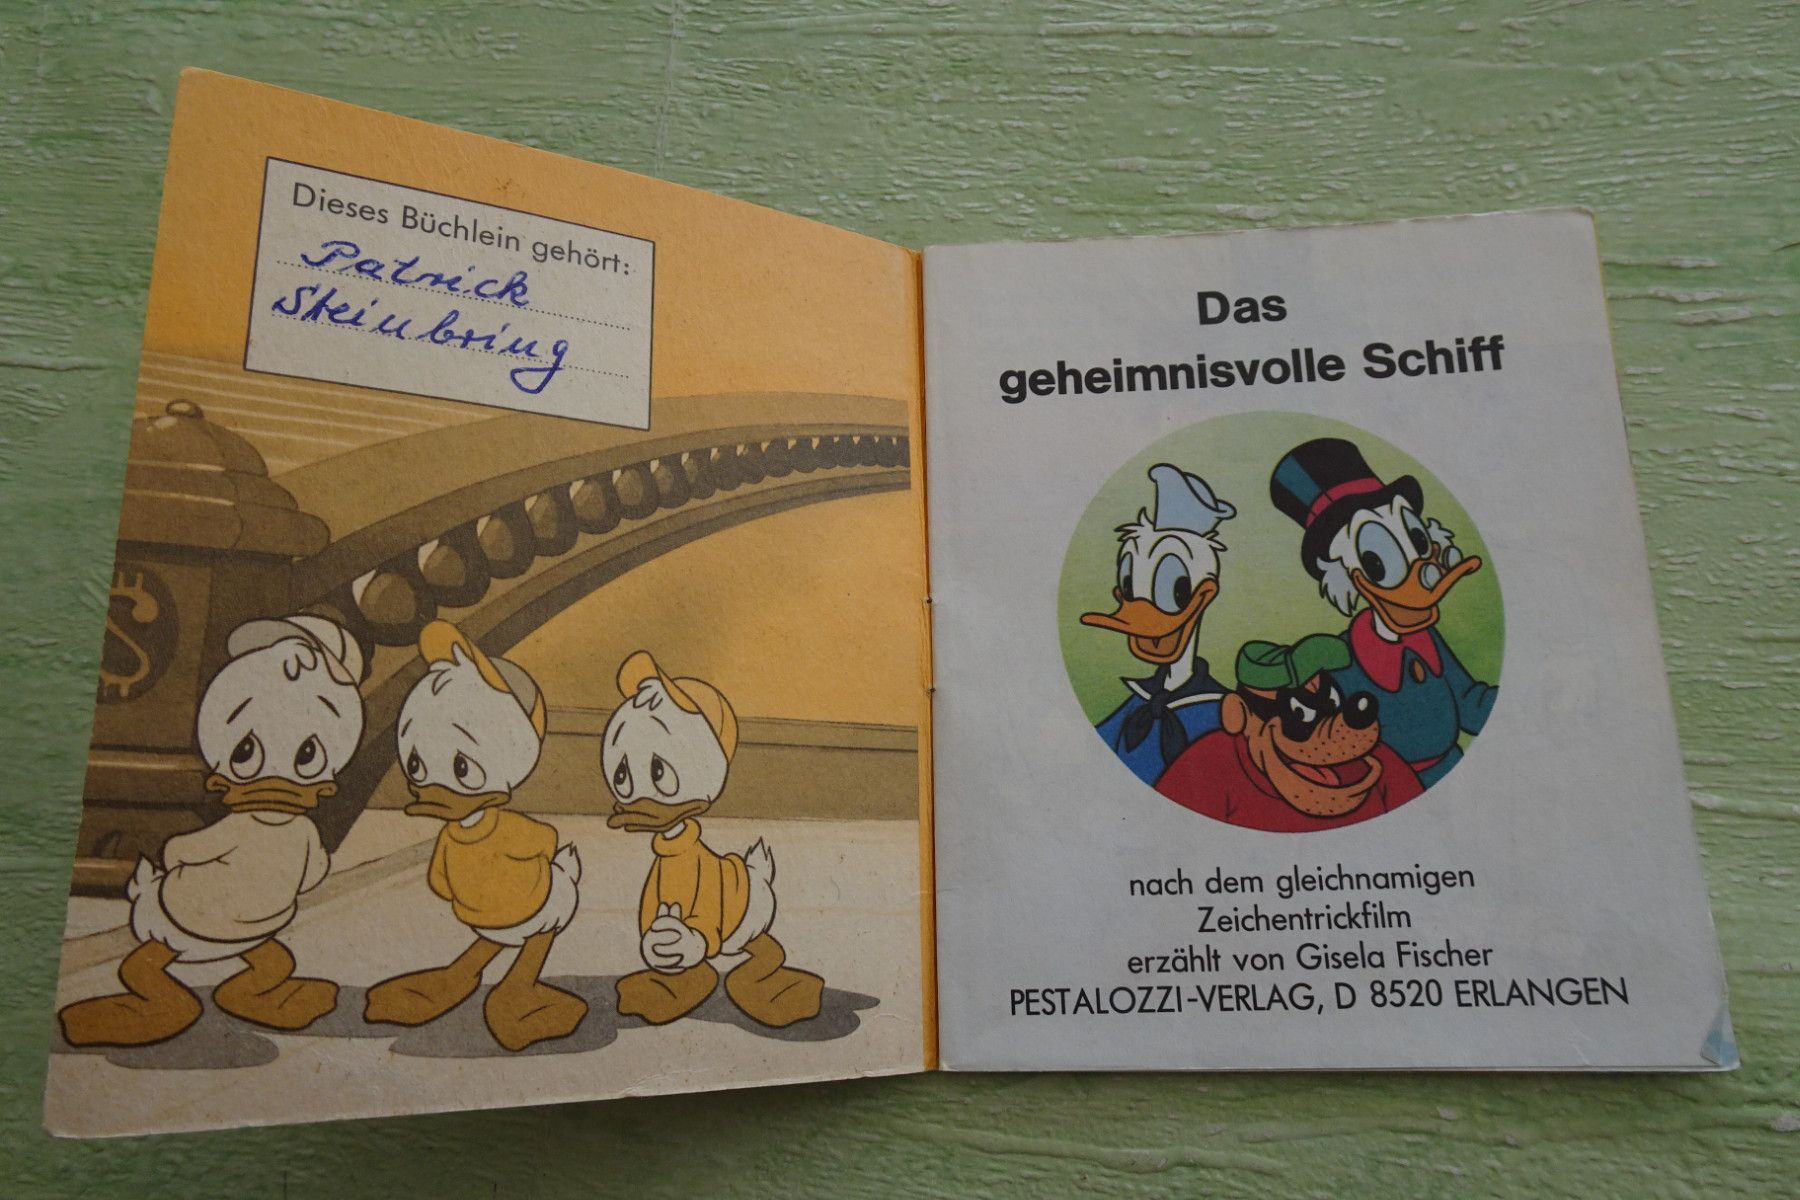 Dieses Büchlein gehört:
Patrick
Steinbring
$
Das
geheimnisvolle Schiff
nach dem gleichnamigen
Zeichentrickfilm
erzählt von Gisela Fischer
PESTALOZZI-VERLAG, D 8520 ERLANGEN